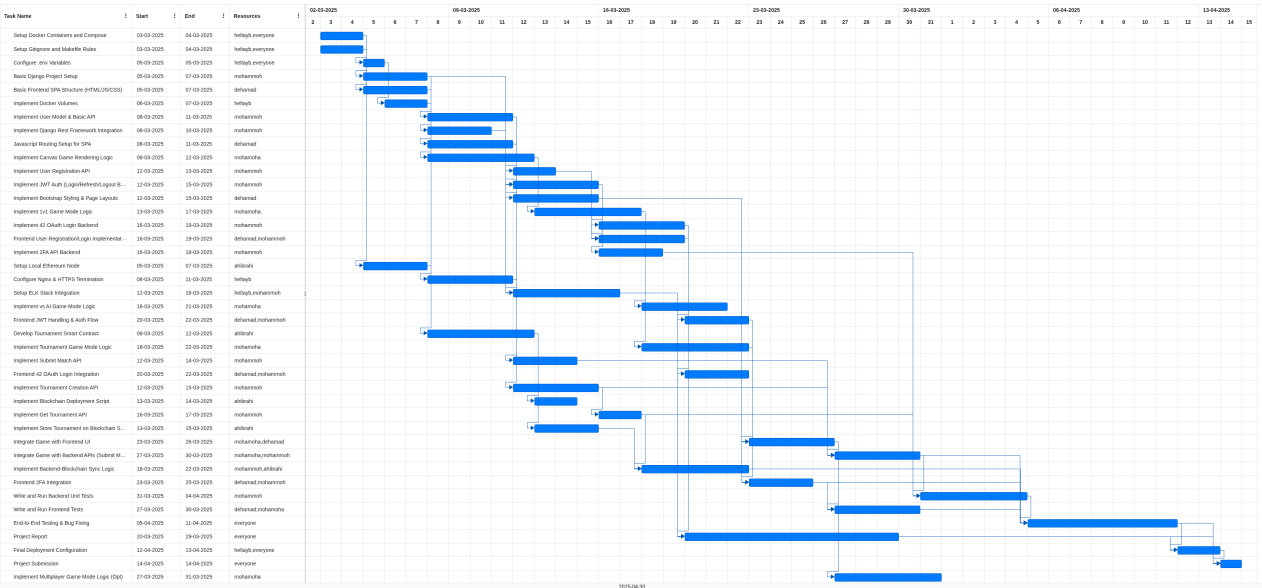 Task Name Start End Resources 02-03-2025 09-03-2025 16-03-2025 23-03-2025 30-03-2025 06-04-2025 13-04-2025
2 3 4 5 6 7 8 9 10 11 12 13 14 15 16 17 18 19 20 21 22 23 24 25 26 27 28 29 30 31 1 2 3 4 5 6 7 8 9 10 11 12 13 14 15
Setup Docker Containers and Compose 03-03-2025 04-03-2025 heltayb,everyone
Setup Gitignore and Makefile Rules 03-03-2025 04-03-2025 heltayb,everyone
Configure .env Variables 05-03-2025 05-03-2025 heltayb,everyone
Basic Django Project Setup 05-03-2025 07-03-2025 mohammoh
Basic Frontend SPA Structure (HTML/JS/CSS) 05-03-2025 07-03-2025 dehamad
Implement Docker Volumes 06-03-2025 07-03-2025 heltayb
Implement User Model & Basic API 08-03-2025 11-03-2025 mohammoh
Implement Django Rest Framework Integration 08-03-2025 10-03-2025 mohammoh
Javascript Routing Setup for SPA 08-03-2025 11-03-2025 dehamad
Implement Canvas Game Rendering Logic 08-03-2025 12-03-2025 mohamoha
Implement User Registration API 12-03-2025 13-03-2025 mohammoh
Implement JWT Auth (Login/Refresh/Logout B... 12-03-2025 15-03-2025 mohammoh
Implement Bootstrap Styling & Page Layouts 12-03-2025 15-03-2025 dehamad
Implement 1v1 Game Mode Logic 13-03-2025 17-03-2025 mohamoha
Implement 42 OAuth Login Backend 16-03-2025 19-03-2025 mohammoh
Frontend User Registration/Login Implementat... 16-03-2025 19-03-2025 dehamad,mohammoh
Implement 2FA API Backend 16-03-2025 18-03-2025 mohammoh
Setup Local Ethereum Node 05-03-2025 07-03-2025 ahibrahi
Configure Nginx & HTTPS Termination 08-03-2025 11-03-2025 heltayb
Setup ELK Stack Integration 12-03-2025 16-03-2025 heltayb,mohammoh
Implement vs AI Game Mode Logic 18-03-2025 21-03-2025 mohamoha
Frontend JWT Handling & Auth Flow 20-03-2025 22-03-2025 dehamad,mohammoh
Develop Tournament Smart Contract 08-03-2025 12-03-2025 ahibrahi
Implement Tournament Game Mode Logic 18-03-2025 22-03-2025 mohamoha
Implement Submit Match API 12-03-2025 14-03-2025 mohammoh
Frontend 42 OAuth Login Integration 20-03-2025 22-03-2025 dehamad,mohammoh
Implement Tournament Creation API 12-03-2025 15-03-2025 mohammoh
Implement Blockchain Deployment Script 13-03-2025 14-03-2025 ahibrahi
Implement Get Tournament API 16-03-2025 17-03-2025 mohammoh
Implement Store Tournament on Blockchain S... 13-03-2025 15-03-2025 ahibrahi
Integrate Game with Frontend UI 23-03-2025 26-03-2025 mohamoha,dehamad
Integrate Game with Backend APIs (Submit M... 27-03-2025 30-03-2025 mohamoha,mohammoh
Implement Backend-Blockchain Sync Logic 18-03-2025 22-03-2025 mohammoh,ahibrahi
Frontend 2FA Integration 23-03-2025 25-03-2025 dehamad,mohammoh
Write and Run Backend Unit Tests 31-03-2025 04-04-2025 mohammoh
Write and Run Frontend Tests 27-03-2025 30-03-2025 dehamad,mohamoha
End-to-End Testing & Bug Fixing 05-04-2025 11-04-2025 everyone
Project Report 20-03-2025 29-03-2025 everyone
Final Deployment Configuration 12-04-2025 13-04-2025 heltayb,everyone
Project Submission 14-04-2025 14-04-2025 everyone
Implement Multiplayer Game Mode Logic (Opt) 27-03-2025 31-03-2025 mohamoha